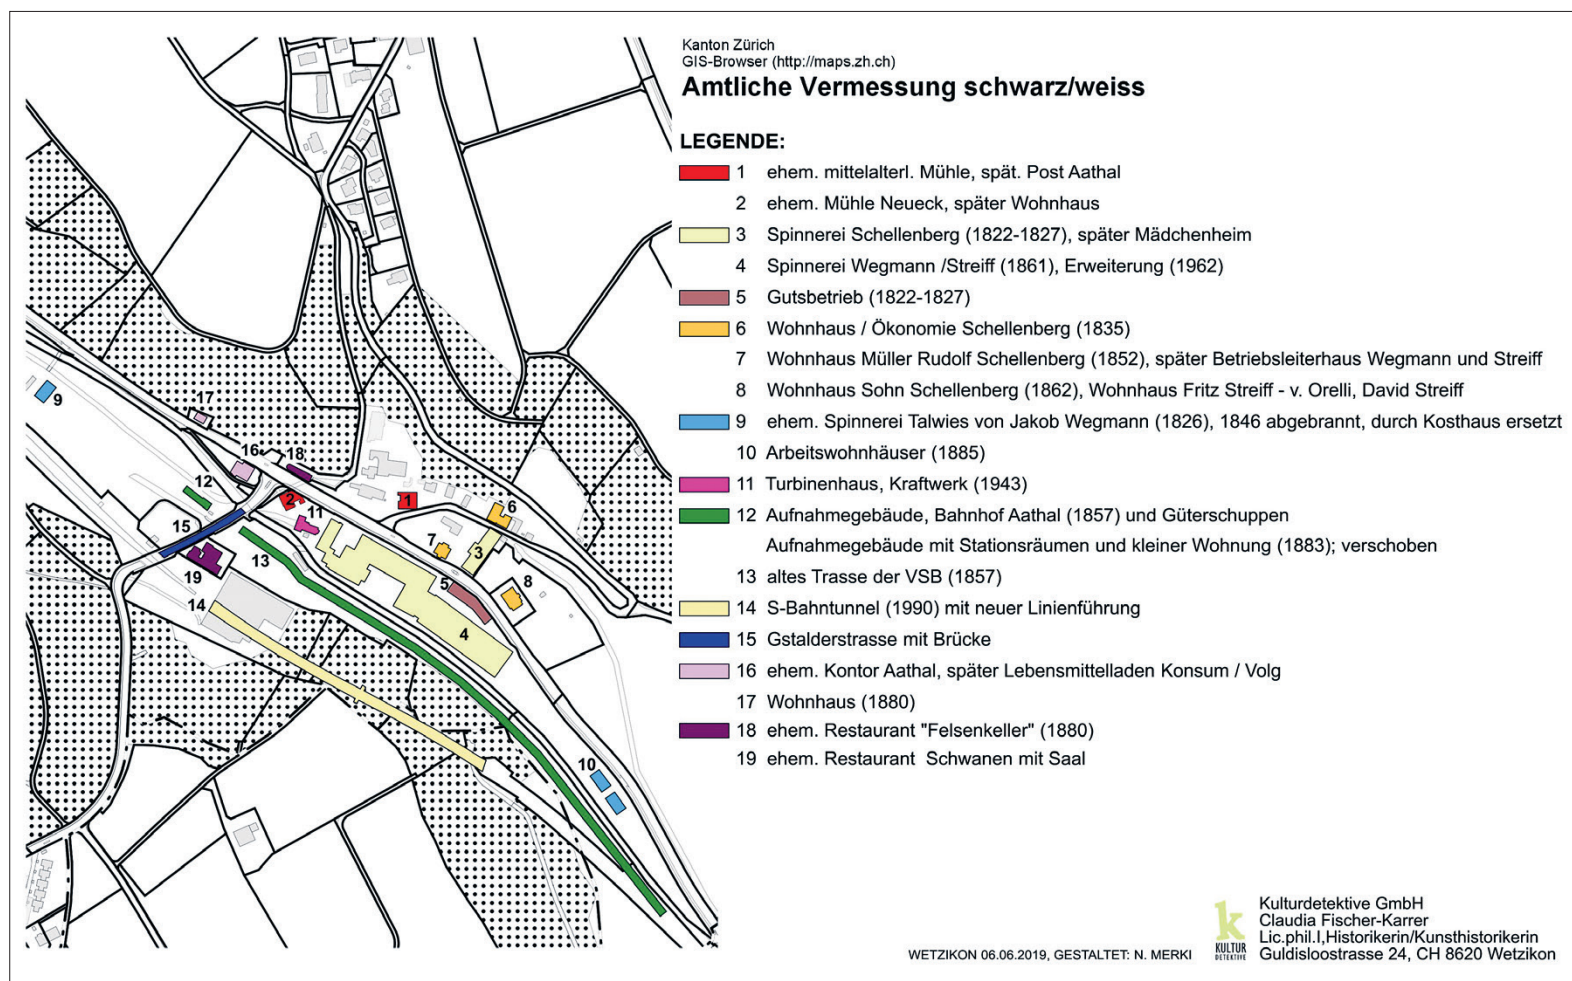 Kanton Zürich
GIS-Browser (http://maps.zh.ch)
Amtliche Vermessung schwarz/weiss
LEGENDE:
1 ehem. mittelalterl. Mühle, spät. Post Aathal
2 ehem. Mühle Neueck, später Wohnhaus
3 Spinnerei Schellenberg (1822-1827), später Mädchenheim
4 Spinnerei Wegmann /Streiff (1861), Erweiterung (1962)
5 Gutsbetrieb (1822-1827)
6 Wohnhaus / Ökonomie Schellenberg (1835)
7 Wohnhaus Müller Rudolf Schellenberg (1852), später Betriebsleiterhaus Wegmann und Streiff
8 Wohnhaus Sohn Schellenberg (1862), Wohnhaus Fritz Streiff - v. Orelli, David Streiff
9 ehem. Spinnerei Talwies von Jakob Wegmann (1826), 1846 abgebrannt, durch Kosthaus ersetzt
10 Arbeitswohnhäuser (1885)
11 Turbinenhaus, Kraftwerk (1943)
12 Aufnahmegebäude, Bahnhof Aathal (1857) und Güterschuppen
Aufnahmegebäude mit Stationsräumen und kleiner Wohnung (1883); verschoben
13 altes Trasse der VSB (1857)
14 S-Bahntunnel (1990) mit neuer Linienführung
15 Gstalderstrasse mit Brücke
16 ehem. Kontor Aathal, später Lebensmittelladen Konsum / Volg
17 Wohnhaus (1880)
18 ehem. Restaurant "Felsenkeller" (1880)
19 ehem. Restaurant Schwanen mit Saal
9
17
16
18
12
2
1
11
6
15
7
3
13
19
5
8
14
4
10
WETZIKON 06.06.2019, GESTALTET: N. MERKI
k
KULTUR
DETEKTIVE
Kulturdetektive GmbH
Claudia Fischer-Karrer
Lic.phil.I,Historikerin/Kunsthistorikerin
Guldisloostrasse 24, CH 8620 Wetzikon